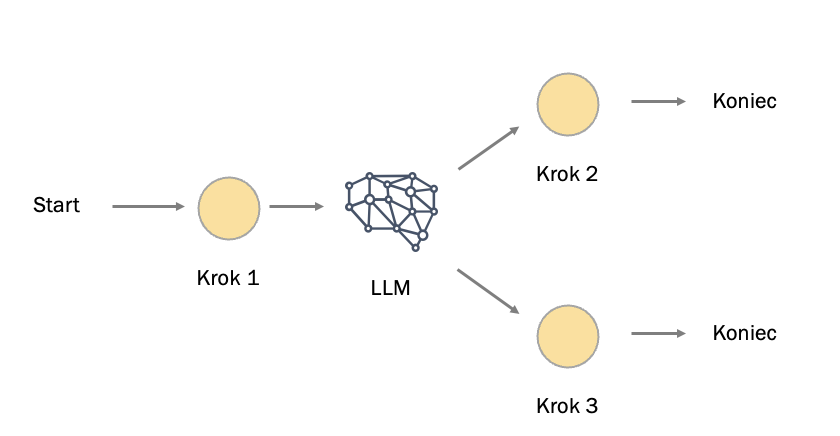 Start
Krok 1
LLM
Krok 2
Koniec
Krok 3
Koniec